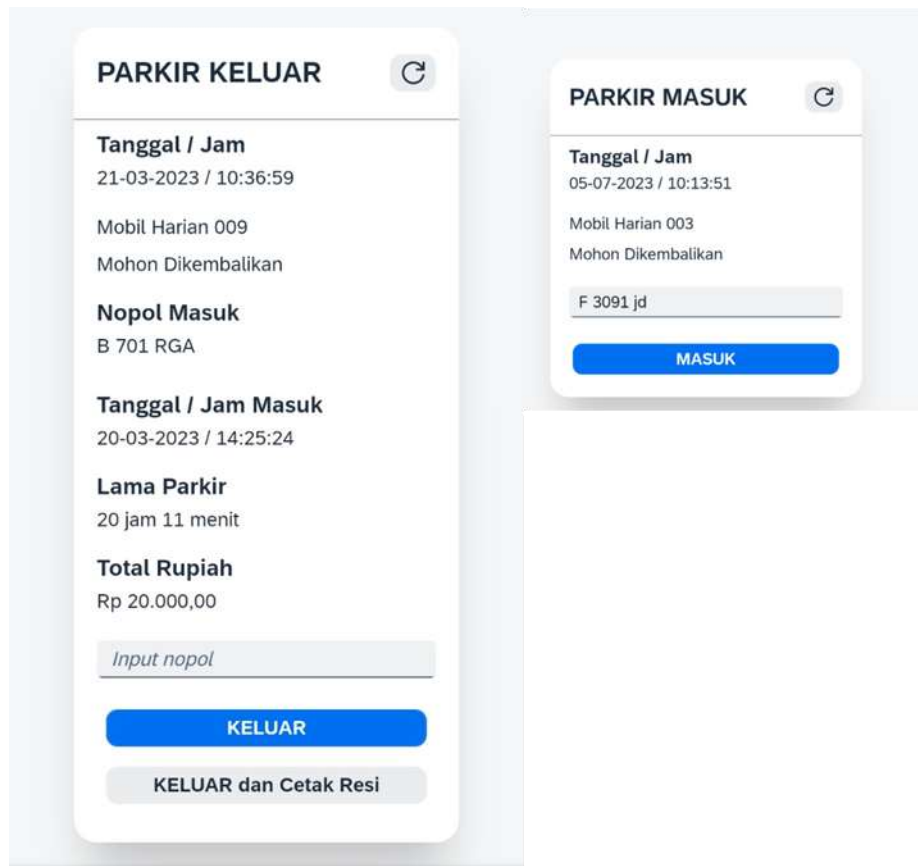 PARKIR KELUAR
Tanggal / Jam
21-03-2023 / 10:36:59
Mobil Harian 009
Mohon Dikembalikan
Nopol Masuk
B 701 RGA
Tanggal / Jam Masuk
20-03-2023 / 14:25:24
Lama Parkir
20 jam 11 menit
Total Rupiah
Rp 20.000,00
Input nopol
KELUAR
KELUAR dan Cetak Resi
PARKIR MASUK
Tanggal / Jam
05-07-2023 / 10:13:51
Mobil Harian 003
Mohon Dikembalikan
F 3091 jd
MASUK